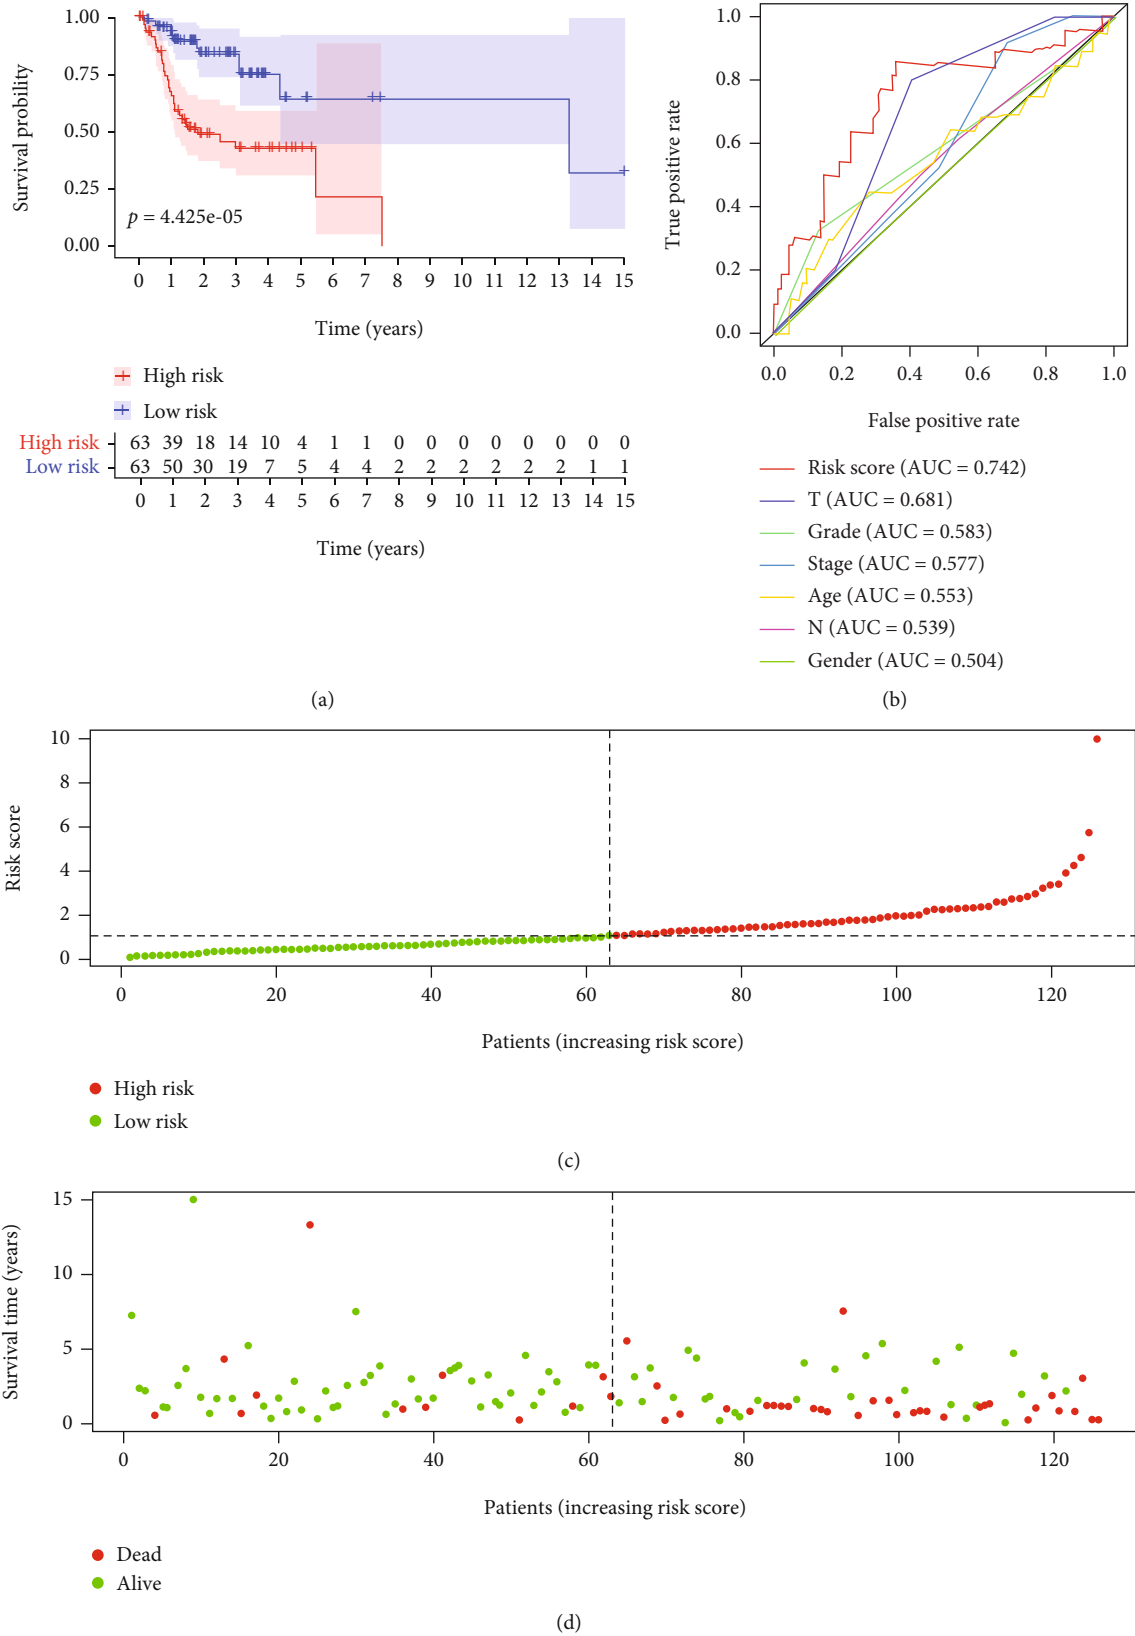 1.00
0.75
0.50
0.25
0.00
Survival probility
p = 4.425e-05
0 1 2 3 4 5 6 7 8 9 10 11 12 13 14 15
Time (years)
High risk
Low risk
High risk 63 39 18 14 10 4 1 1 0 0 0 0 0 0 0 0
Low risk 63 50 30 19 7 5 4 4 2 2 2 2 2 2 1 1
0 1 2 3 4 5 6 7 8 9 10 11 12 13 14 15
Time (years)
(a)
1.0
0.8
0.6
0.4
0.2
0.0
True positive rate
0.0 0.2 0.4 0.6 0.8 1.0
False positive rate
Risk score (AUC = 0.742)
T (AUC = 0.681)
Grade (AUC = 0.583)
Stage (AUC = 0.577)
Age (AUC = 0.553)
N (AUC = 0.539)
Gender (AUC = 0.504)
(b)
10
8
6
4
2
0
Risk score
0 20 40 60 80 100 120
Patients (increasing risk score)
High risk
Low risk
(c)
15
10
5
0
Survival time (years)
0 20 40 60 80 100 120
Patients (increasing risk score)
Dead
Alive
(d)